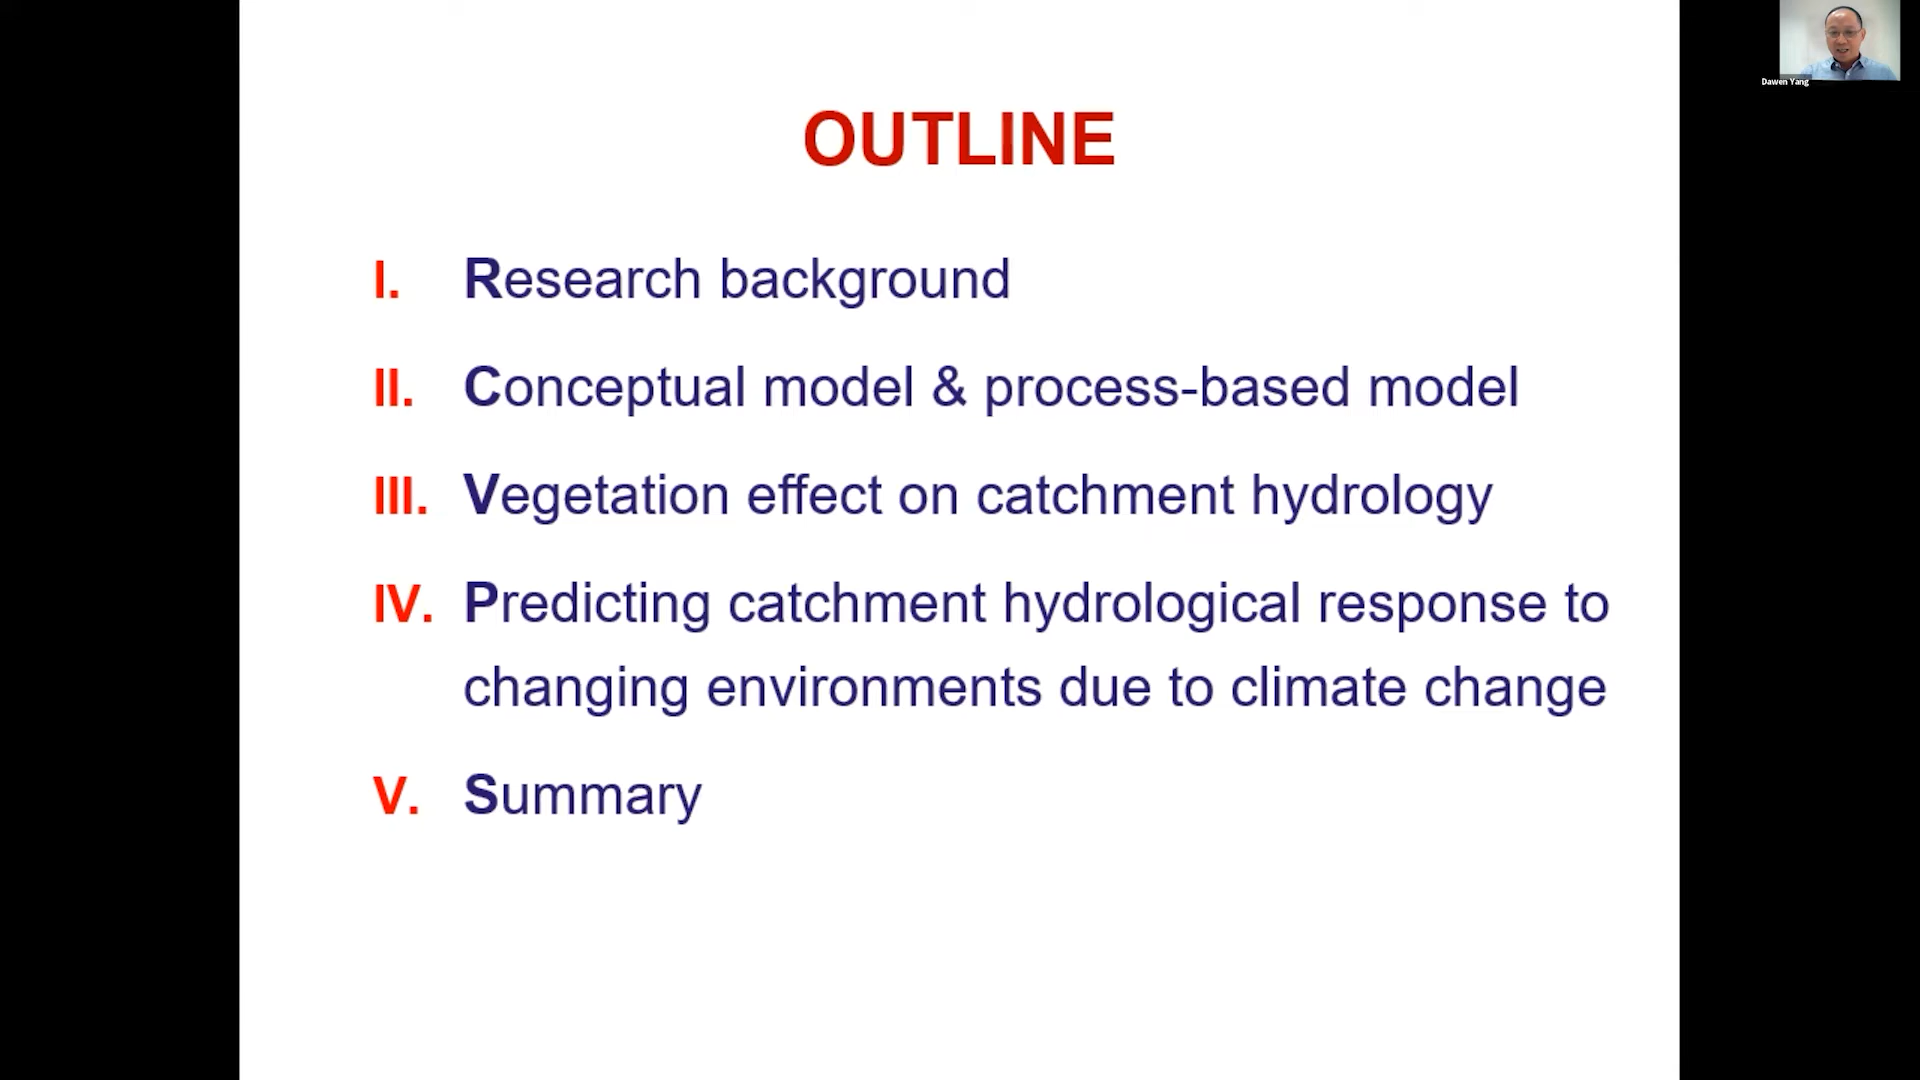 Dawen Yang
OUTLINE
I. Research background
II. Conceptual model & process-based model
III. Vegetation effect on catchment hydrology
IV. Predicting catchment hydrological response to
changing environments due to climate change
V. Summary